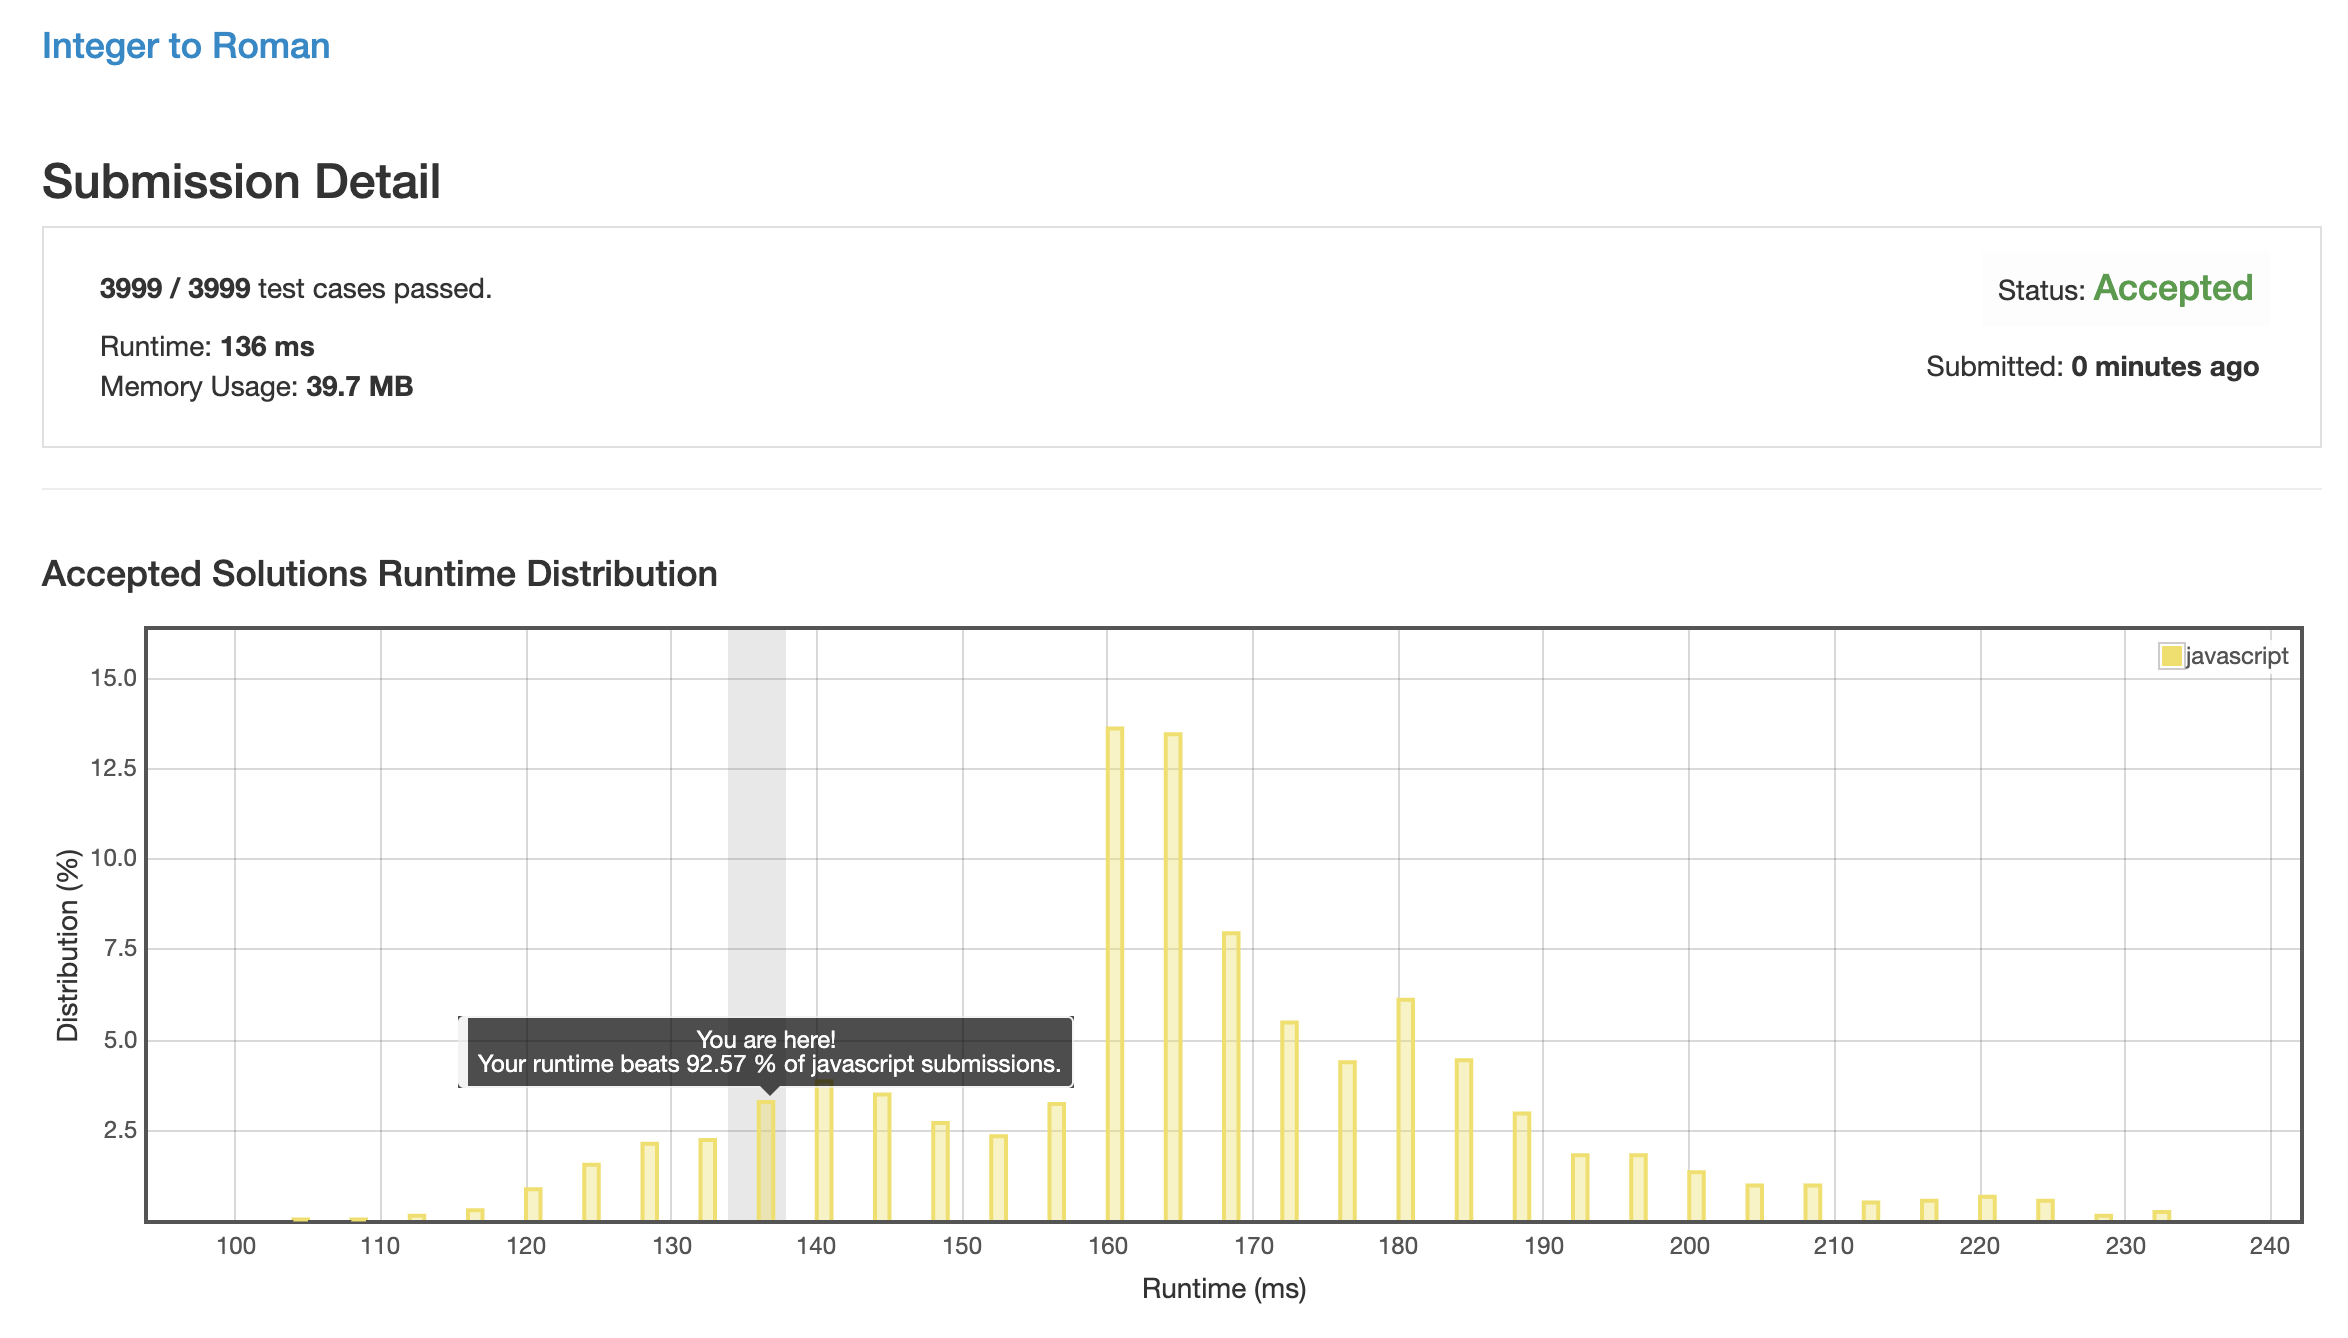 Integer to Roman
Submission Detail
3999 / 3999 test cases passed.
Status: Accepted
Runtime: 136 ms
Submitted: 0 minutes ago
Memory Usage: 39.7 MB
Accepted Solutions Runtime Distribution
javascript
15.0
12.5
10.0
7.5
5.0
2.5
Distribution (%)
You are here!
Your runtime beats 92.57 % of javascript submissions.
100 110 120 130 140 150 160 170 180 190 200 210 220 230 240
Runtime (ms)